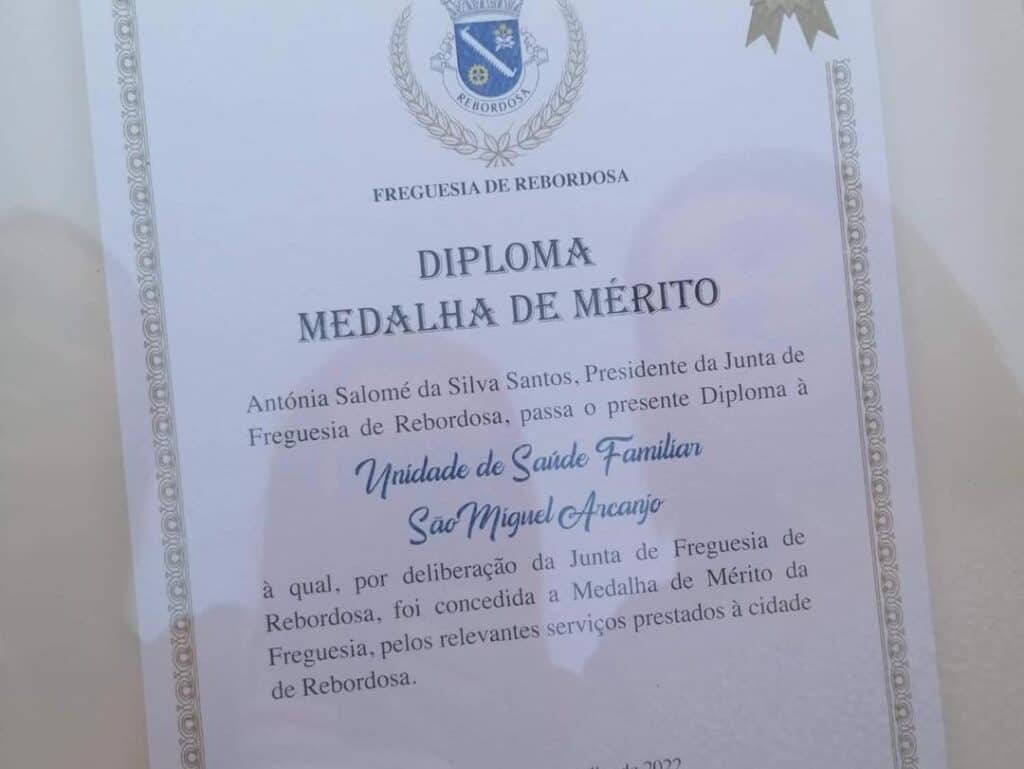 REBORDOSA
FREGUESIA DE REBORDOSA
DIPLOMA
MEDALHA DE MÉRITO
Antónia Salomé da Silva Santos, Presidente da Junta de
Freguesia de Rebordosa, passa o presente Diploma à
Unidade de Saúde Familiar
São Miguel Arcanjo
à qual, por deliberação da Junta de Freguesia de
Rebordosa, foi concedida a Medalha de Mérito da
Freguesia, pelos relevantes serviços prestados à cidade
de Rebordosa.
de 2022